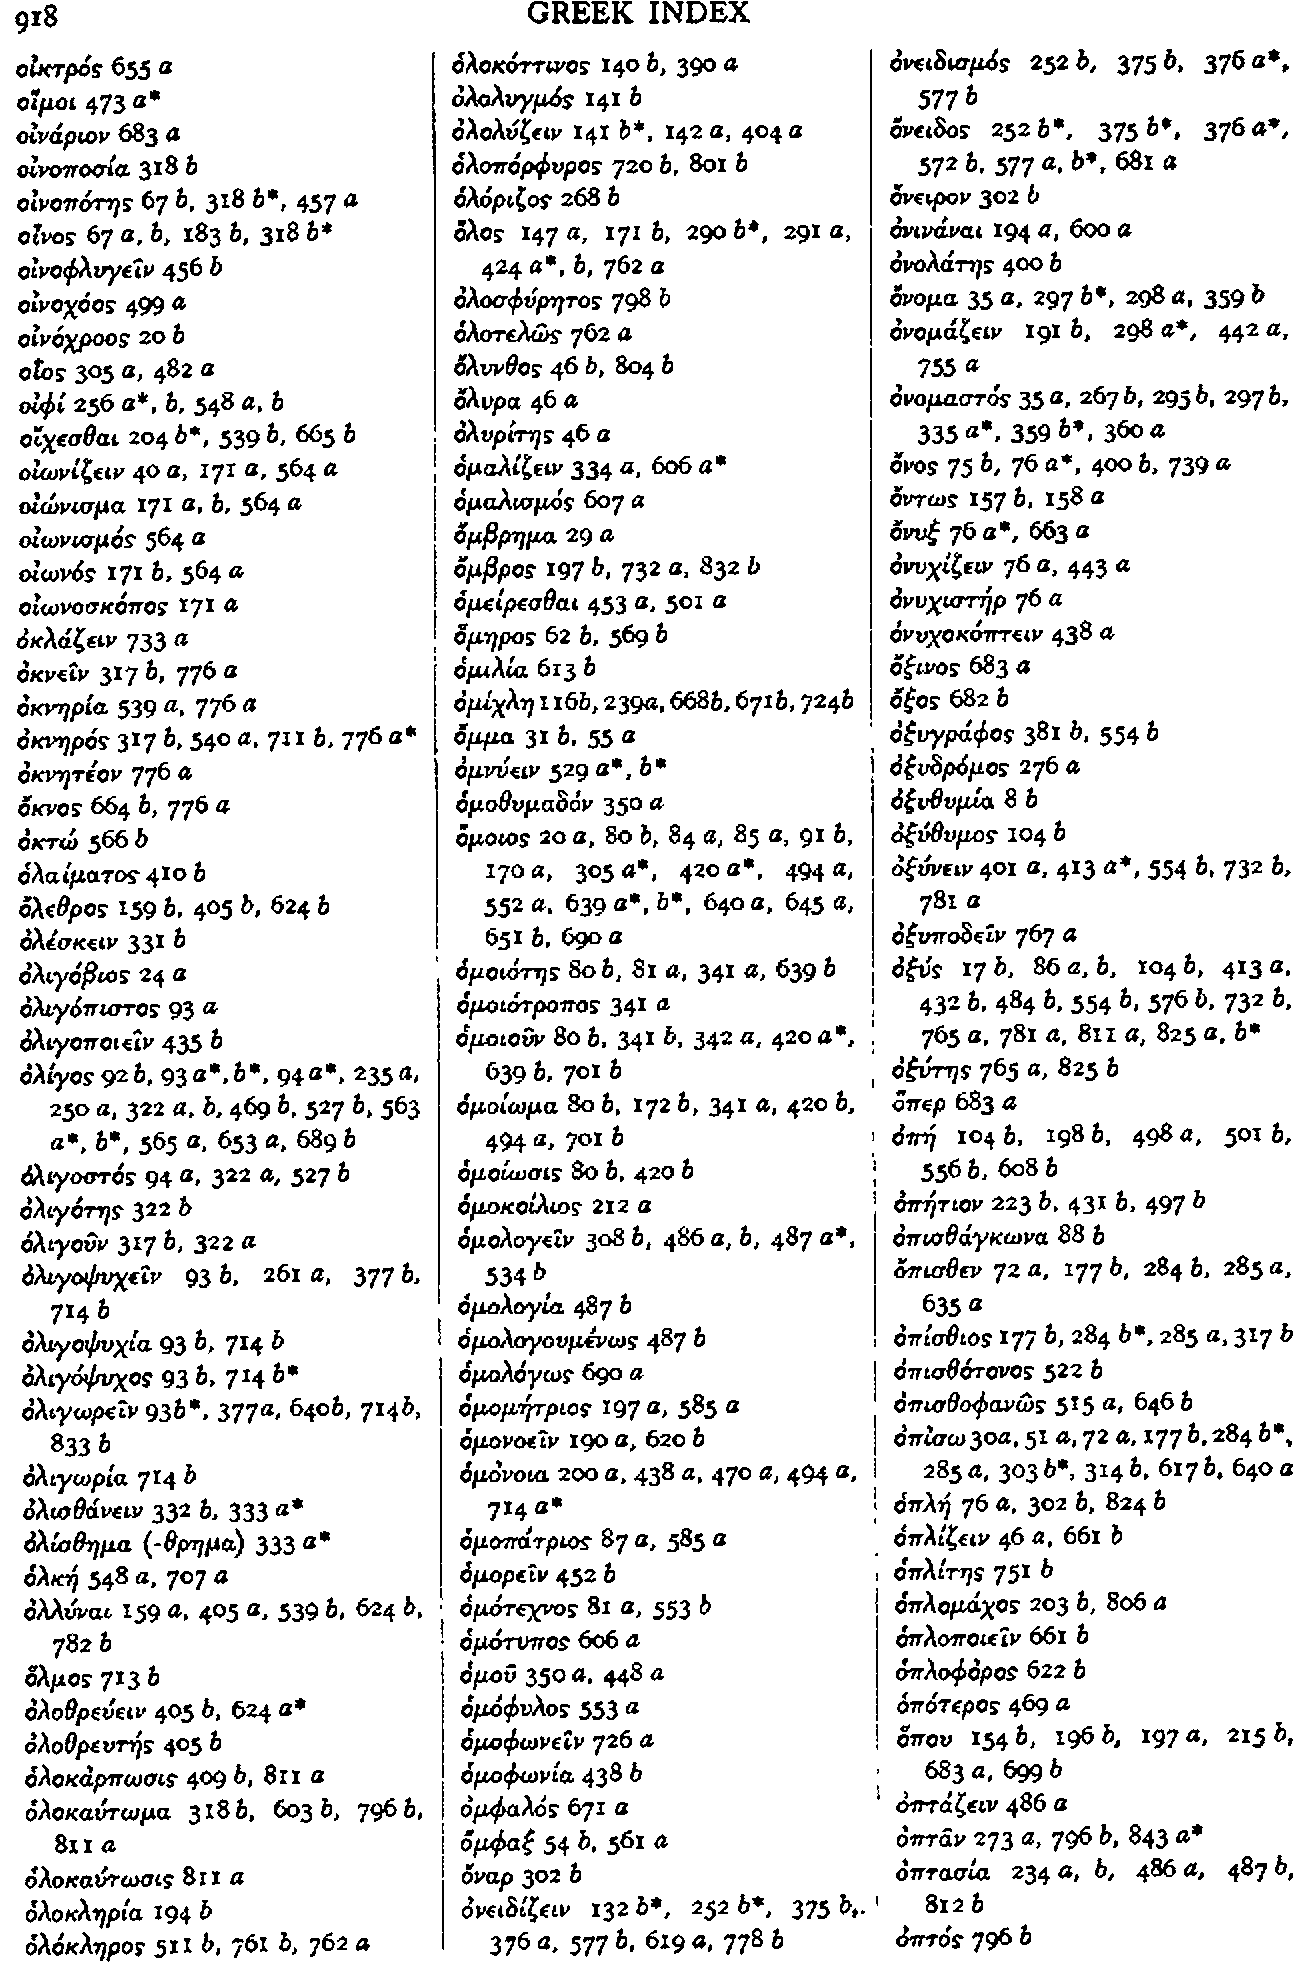 918
GREEK INDEX
οἰκτρός 655 a
οἴμοι 473 a*
οἰνάριον 683 a
οἰνοποσία 318 b
οἰνοπότης 67 b, 318 b*, 457 a
οἶνος 67 a, b, 183 b, 318 b*
οἰνοφλυγεῖν 456 b
οἰνοχόος 499 a
οἰνόχροος 20 b
οἷος 305 a, 482 a
οἰφί 256 a*, b, 548 a, b
οἴχεσθαι 204 b*, 539 b, 665 b
οἰωνίζειν 40 a, 171 a, 564 a
οἰώνισμα 171 a, b, 564 a
οἰωνισμός 564 a
οἰωνός 171 b, 564 a
οἰωνοσκόπος 171 a
ὀκλάζειν 733 a
ὀκνεῖν 317 b, 776 a
ὀκνηρία 539 a, 776 a
ὀκνηρός 317 b, 540 a, 711 b, 776 a*
ὀκνητέον 776 a
ὄκνος 664 b, 776 a
ὀκτώ 566 b
ὀλαίματος 410 b
ὄλεθρος 159 b, 405 b, 624 b
ὀλέσκειν 331 b
ὀλιγόβιος 24 a
ὀλιγόπιστος 93 a
ὀλιγοποιεῖν 435 b
ὀλίγος 92 b, 93 a*, b*, 94 a*, 235 a,
250 a, 322 a, b, 469 b, 527 b, 563
a*, b*, 565 a, 653 a, 689 b
ὀλιγοστός 94 a, 322 a, 527 b
ὀλιγότης 322 b
ὀλιγοῦν 317 b, 322 a
ὀλιγοψυχεῖν 93 b, 261 a, 377 b,
714 b
ὀλιγοψυχία 93 b, 714 b
ὀλιγόψυχος 93 b, 714 b*
ὀλιγωρεῖν 93 b*, 377 a, 640 b, 714 b,
833 b
ὀλιγωρία 714 b
ὀλισθάνειν 332 b, 333 a*
ὀλίσθημα (-θρημα) 333 a*
ὁλκή 548 a, 707 a
ὀλλύναι 159 a, 405 a, 539 b, 624 b,
782 b
ὅλμος 713 b
ὀλοθρεύειν 405 b, 624 a*
ὀλοθρευτής 405 b
ὁλοκάρπωσις 409 b, 811 a
ὁλοκαύτωμα 318 b, 603 b, 796 b,
811 a
ὁλοκαύτωσις 811 a
ὁλοκληρία 194 b
ὁλόκληρος 511 b, 761 b, 762 a
ὁλοκόττινος 140 b, 390 a
ὀλολυγμός 141 b
ὀλολύζειν 141 b*, 142 a, 404 a
ὁλοπόρφυρος 720 b, 801 b
ὁλόριζος 268 b
ὅλος 147 a, 171 b, 290 b*, 291 a,
424 a*, b, 762 a
ὁλοσφύρητος 798 b
ὁλοτελῶς 762 a
ὄλυνθος 46 b, 804 b
ὄλυρα 46 a
ὀλυρίτης 46 a
ὁμαλίζειν 334 a, 606 a*
ὁμαλισμός 607 a
ὄμβρημα 29 a
ὄμβρος 197 b, 732 a, 832 b
ὁμείρεσθαι 453 a, 501 a
ὅμηρος 62 b, 569 b
ὁμιλία 613 b
ὁμίχλη 116b, 239a, 668b, 671b, 724b
ὄμμα 31 b, 55 a
ὀμνύειν 529 a*, b*
ὁμοθυμαδόν 350 a
ὅμοιος 20 a, 80 b, 84 a, 85 a, 91 b,
170 a, 305 a*, 420 a*, 494 a,
552 a, 639 a*, b*, 640 a, 645 a,
651 b, 690 a
ὁμοιότης 80 b, 81 a, 341 a, 639 b
ὁμοιότροπος 341 a
ὁμοιοῦν 80 b, 341 b, 342 a, 420 a*,
639 b, 701 b
ὁμοίωμα 80 b, 172 b, 341 a, 420 b,
494 a, 701 b
ὁμοίωσις 80 b, 420 b
ὁμοκοίλιος 212 a
ὁμολογεῖν 308 b, 486 a, b, 487 a*,
534 b
ὁμολογία 487 b
ὁμολογουμένως 487 b
ὁμολόγως 690 a
ὁμομήτριος 197 a, 585 a
ὁμονοεῖν 190 a, 620 b
ὁμόνοια 200 a, 438 a, 470 a, 494 a,
714 a*
ὁμοπάτριος 87 a, 585 a
ὁμορεῖν 452 b
ὁμότεχνος 81 a, 553 b
ὁμότυπος 606 a
ὁμοῦ 350 a, 448 a
ὁμόφυλος 553 a
ὁμοφωνεῖν 726 a
ὁμοφωνία 438 b
ὀμφαλός 671 a
ὄμφαξ 54 b, 561 a
ὄναρ 302 b
ὀνειδίζειν 132 b*, 252 b*, 375 b,
376 a, 577 b, 619 a, 778 b
ὀνειδισμός 252 b, 375 b, 376 a*,
577 b
ὄνειδος 252 b*, 375 b*, 376 a*,
572 b, 577 a, b*, 681 a
ὄνειρον 302 b
ὀνινάναι 194 a, 600 a
ὀνολάτης 400 b
ὄνομα 35 a, 297 b*, 298 a, 359 b
ὀνομάζειν 191 b, 298 a*, 442 a,
755 a
ὀνομαστός 35 a, 267 b, 295 b, 297 b,
335 a*, 359 b*, 360 a
ὄνος 75 b, 76 a*, 400 b, 739 a
ὄντως 157 b, 158 a
ὄνυξ 76 a*, 663 a
ὀνυχίζειν 76 a, 443 a
ὀνυχιστήρ 76 a
ὀνυχοκόπτειν 438 a
ὄξινος 683 a
ὄξος 682 b
ὀξυγράφος 381 b, 554 b
ὀξυδρόμος 276 a
ὀξυθυμία 8 b
ὀξύθυμος 104 b
ὀξύνειν 401 a, 413 a*, 554 b, 732 b,
781 a
ὀξυποδεῖν 767 a
ὀξύς 17 b, 86 a, b, 104 b, 413 a,
432 b, 484 b, 554 b, 576 b, 732 b,
765 a, 781 a, 811 a, 825 a, b*
ὀξύτης 765 a, 825 b
ὅπερ 683 a
ὀπή 104 b, 198 b, 498 a, 501 b,
556 b, 608 b
ὀπήτιον 223 b, 431 b, 497 b
ὀπισθάγκωνα 88 b
ὄπισθεν 72 a, 177 b, 284 b, 285 a,
635 a
ὀπίσθιος 177 b, 284 b*, 285 a, 317 b
ὀπισθότονος 522 b
ὀπισθοφανῶς 515 a, 646 b
ὀπίσω 30a, 51 a, 72 a, 177 b, 284 b*,
285 a, 303 b*, 314 b, 617 b, 640 a
ὁπλή 76 a, 302 b, 824 b
ὁπλίζειν 46 a, 661 b
ὁπλίτης 751 b
ὁπλομάχος 203 b, 806 a
ὁπλοποιεῖν 661 b
ὁπλοφόρος 622 b
ὁπότερος 469 a
ὅπου 154 b, 196 b, 197 a, 215 b,
683 a, 699 b
ὀπτάζειν 486 a
ὀπτᾶν 273 a, 796 b, 843 a*
ὀπτασία 234 a, b, 486 a, 487 b,
812 b
ὀπτός 796 b